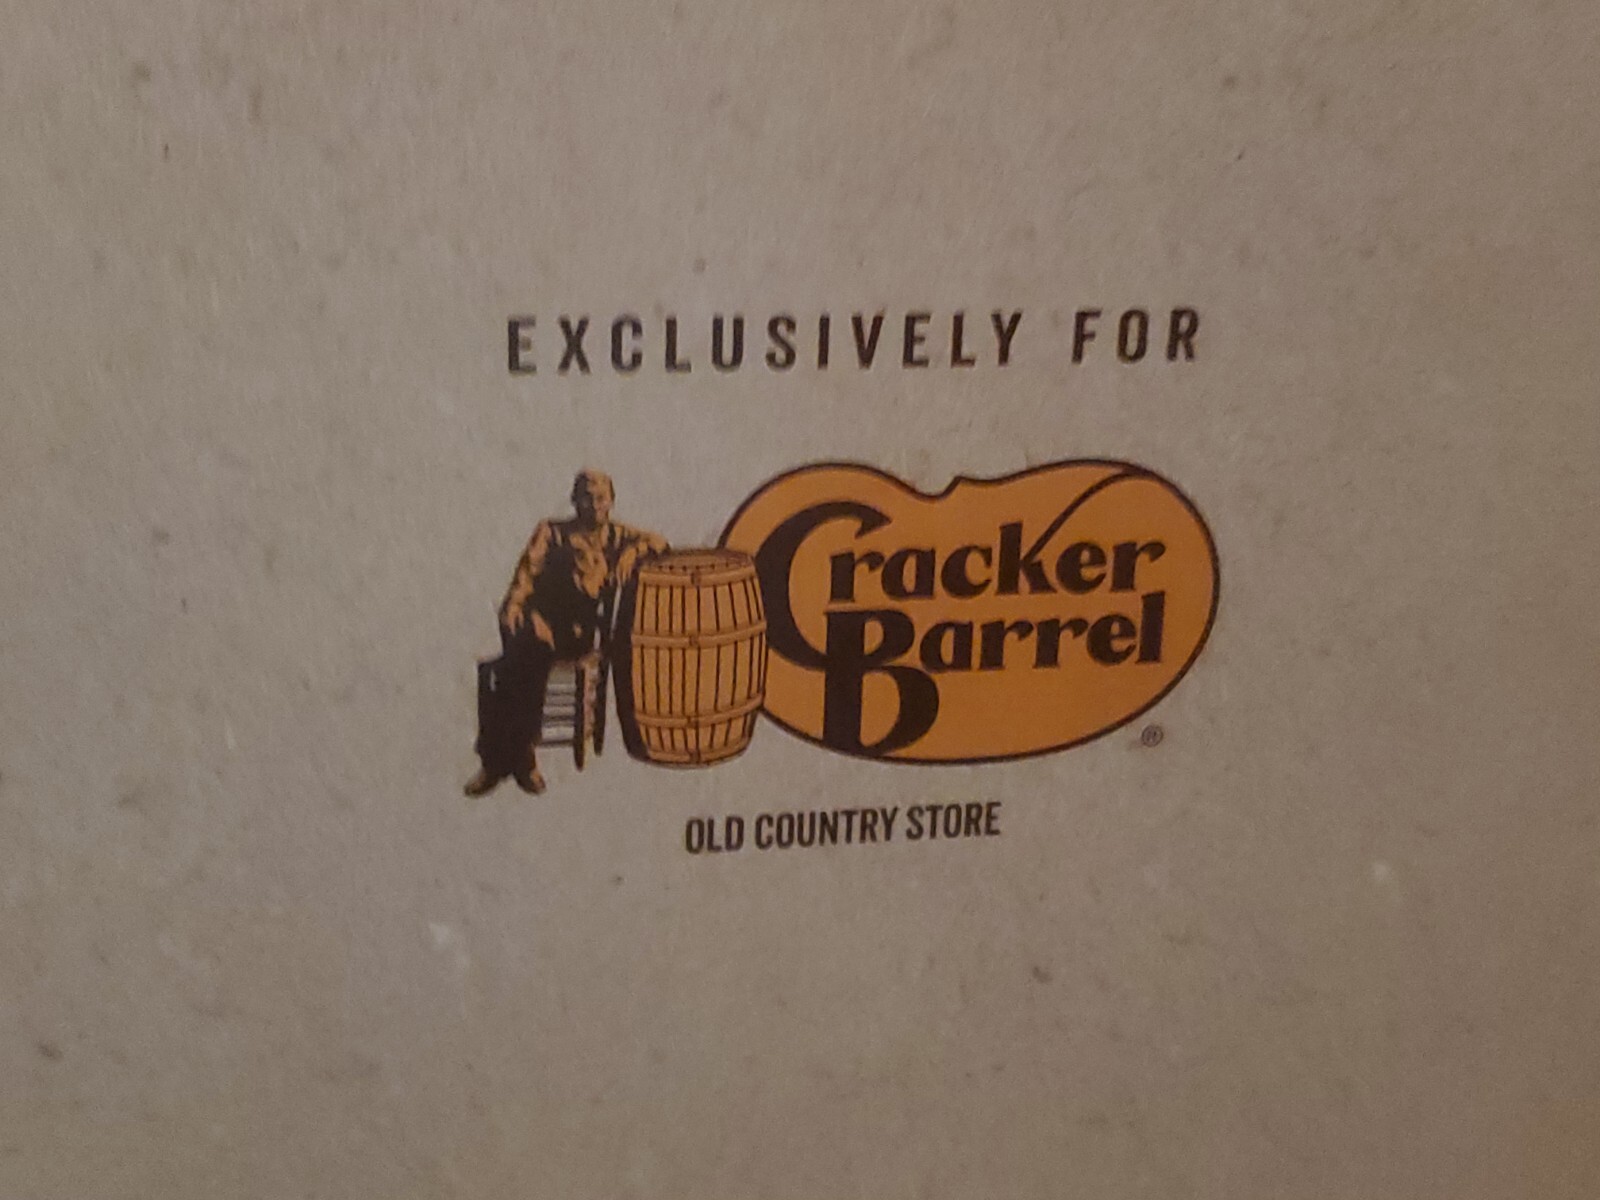 EXCLUSIVELY FOR
Cracker
Barrel
®
OLD COUNTRY STORE